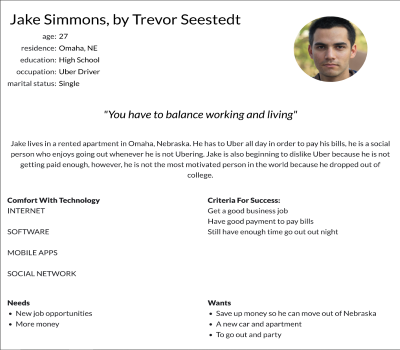 Jake Simmons, by Trevor Seestedt
age: 27
residence: Omaha, NE
education: High School
occupation: Uber Driver
marital status: Single
"You have to balance working and living"
Jake lives in a rented apartment in Omaha, Nebraska. He has to Uber all day in order to pay his bills, he is a social
person who enjoys going out whenever he is not Ubering. Jake is also beginning to dislike Uber because he is not
getting paid enough, however, he is not the most motivated person in the world because he dropped out of
college.
Comfort With Technology
INTERNET
SOFTWARE
MOBILE APPS
SOCIAL NETWORK
Criteria For Success:
Get a good business job
Have good payment to pay bills
Still have enough time go out out night
Needs
• New job opportunities
• More money
Wants
• Save up money so he can move out of Nebraska
• A new car and apartment
• To go out and party